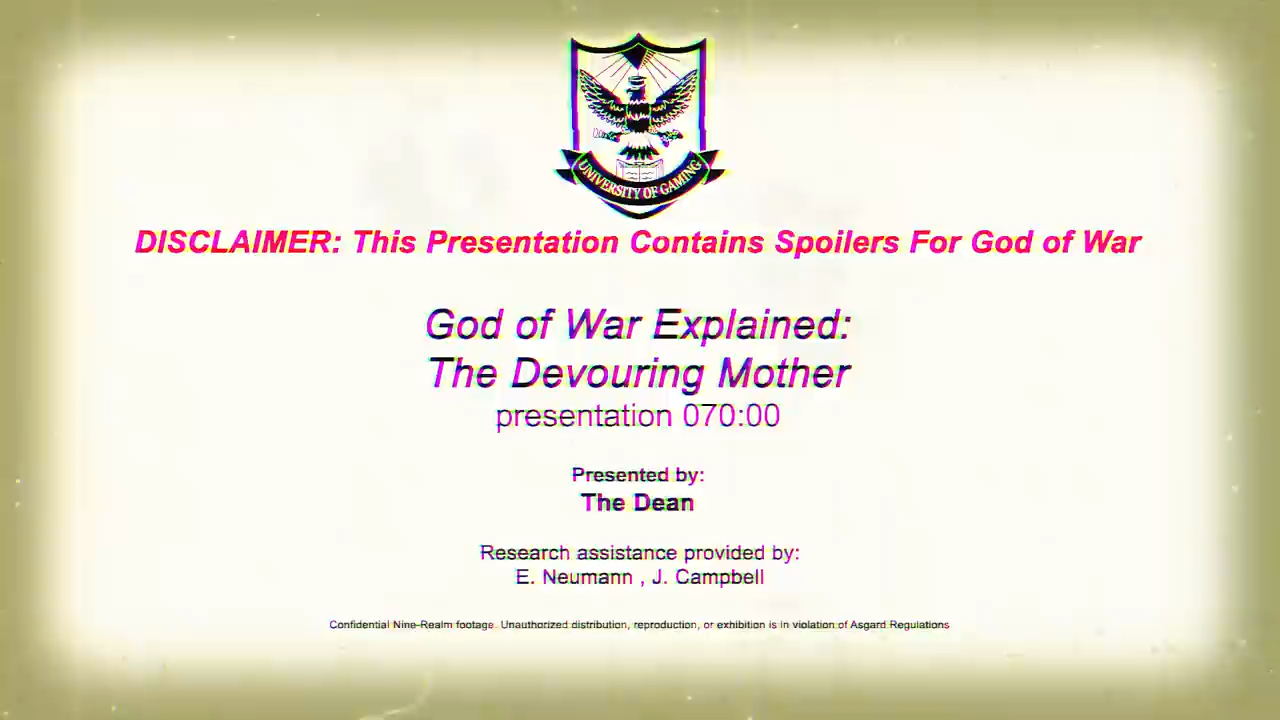 UNIVERSITY OF GAMING
DISCLAIMER: This Presentation Contains Spoilers For God of War
God of War Explained:
The Devouring Mother
presentation 070:00
Presented by:
The Dean
Research assistance provided by:
E. Neumann , J. Campbell
Confidential Nine-Realm footage. Unauthorized distribution, reproduction, or exhibition is in violation of Asgard Regulations